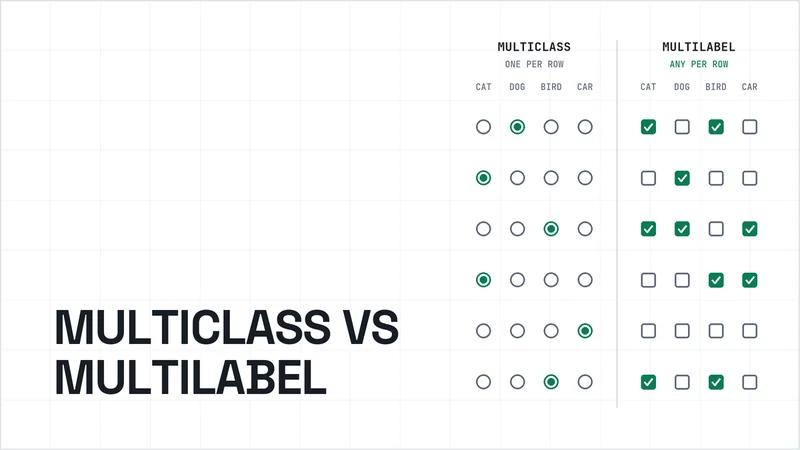 MULTICLASS
ONE PER ROW
CAT DOG BIRD CAR
MULTILABEL
ANY PER ROW
CAT DOG BIRD CAR
MULTICLASS VS
MULTILABEL